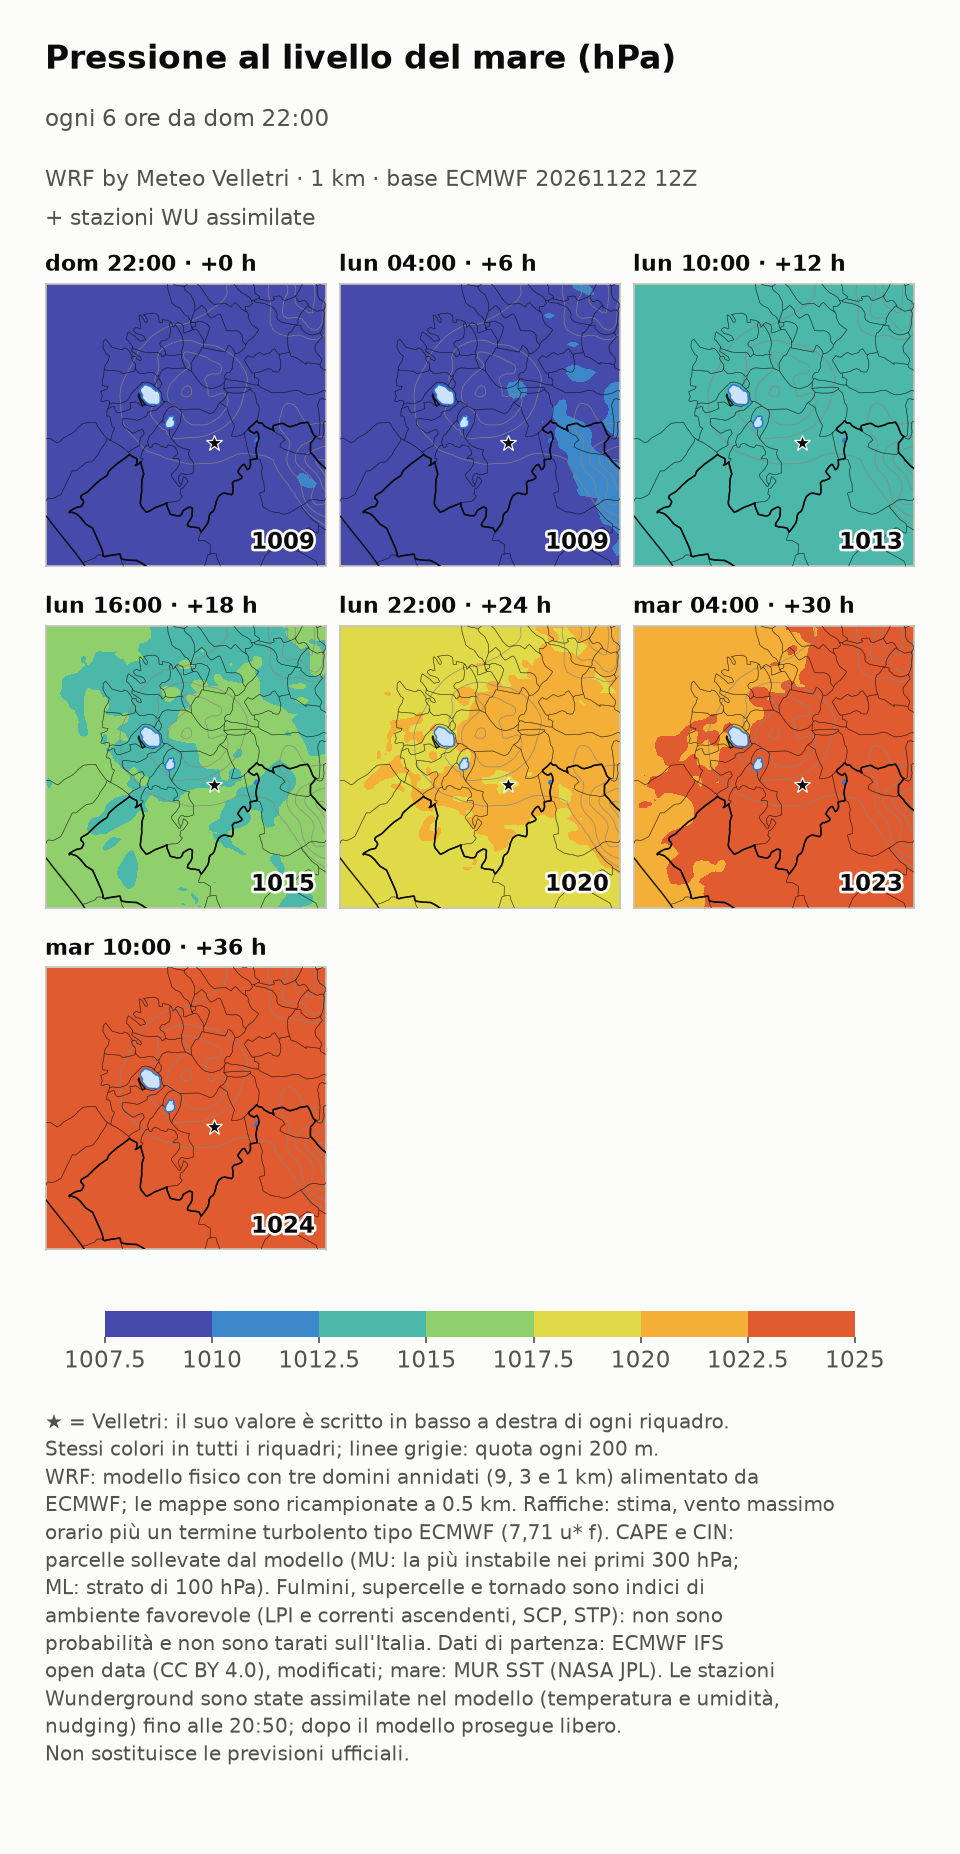 Pressione al livello del mare (hPa)
ogni 6 ore da dom 22:00
WRF by Meteo Velletri · 1 km · base ECMWF 20261122 12Z
+ stazioni WU assimilate
dom 22:00 · +0 h
lun 04:00 · +6 h
lun 10:00 · +12 h
1009
1009
1013
lun 16:00 · +18 h
lun 22:00 · +24 h
mar 04:00 · +30 h
1015
1020
1023
mar 10:00 · +36 h
1024
1007.5 1010 1012.5 1015 1017.5 1020 1022.5 1025
★ = Velletri: il suo valore è scritto in basso a destra di ogni riquadro.
Stessi colori in tutti i riquadri; linee grigie: quota ogni 200 m.
WRF: modello fisico con tre domini annidati (9, 3 e 1 km) alimentato da
ECMWF; le mappe sono ricampionate a 0.5 km. Raffiche: stima, vento massimo
orario più un termine turbolento tipo ECMWF (7,71 u* f). CAPE e CIN:
parcelle sollevate dal modello (MU: la più instabile nei primi 300 hPa;
ML: strato di 100 hPa). Fulmini, supercelle e tornado sono indici di
ambiente favorevole (LPI e correnti ascendenti, SCP, STP): non sono
probabilità e non sono tarati sull'Italia. Dati di partenza: ECMWF IFS
open data (CC BY 4.0), modificati; mare: MUR SST (NASA JPL). Le stazioni
Wunderground sono state assimilate nel modello (temperatura e umidità,
nudging) fino alle 20:50; dopo il modello prosegue libero.
Non sostituisce le previsioni ufficiali.